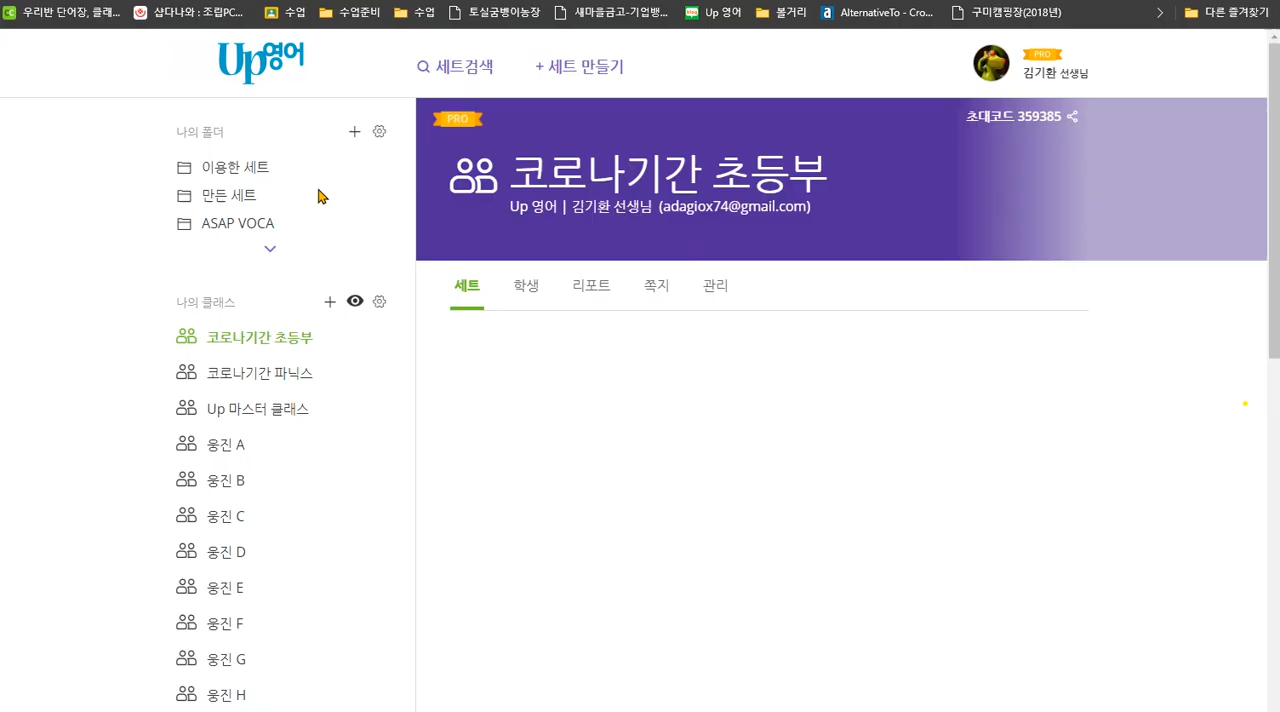 우리반 단어장, 클래... 샵다나와 : 조립PC... 수업 수업준비 수업 토실굼벵이농장 새마을금고-기업뱅... Up 영어 볼거리 AlternativeTo - Cro... 구미캠핑장(2018년) 다른 즐겨찾기
Up영어
세트검색
+ 세트 만들기
PRO
김기환 선생님
나의 폴더
이용한 세트
만든 세트
ASAP VOCA
나의 클래스
코로나기간 초등부
코로나기간 파닉스
Up 마스터 클래스
웅진 A
웅진 B
웅진 C
웅진 D
웅진 E
웅진 F
웅진 G
웅진 H
PRO
초대코드 359385
코로나기간 초등부
Up 영어 | 김기환 선생님 (adagiox74@gmail.com)
세트 학생 리포트 쪽지 관리